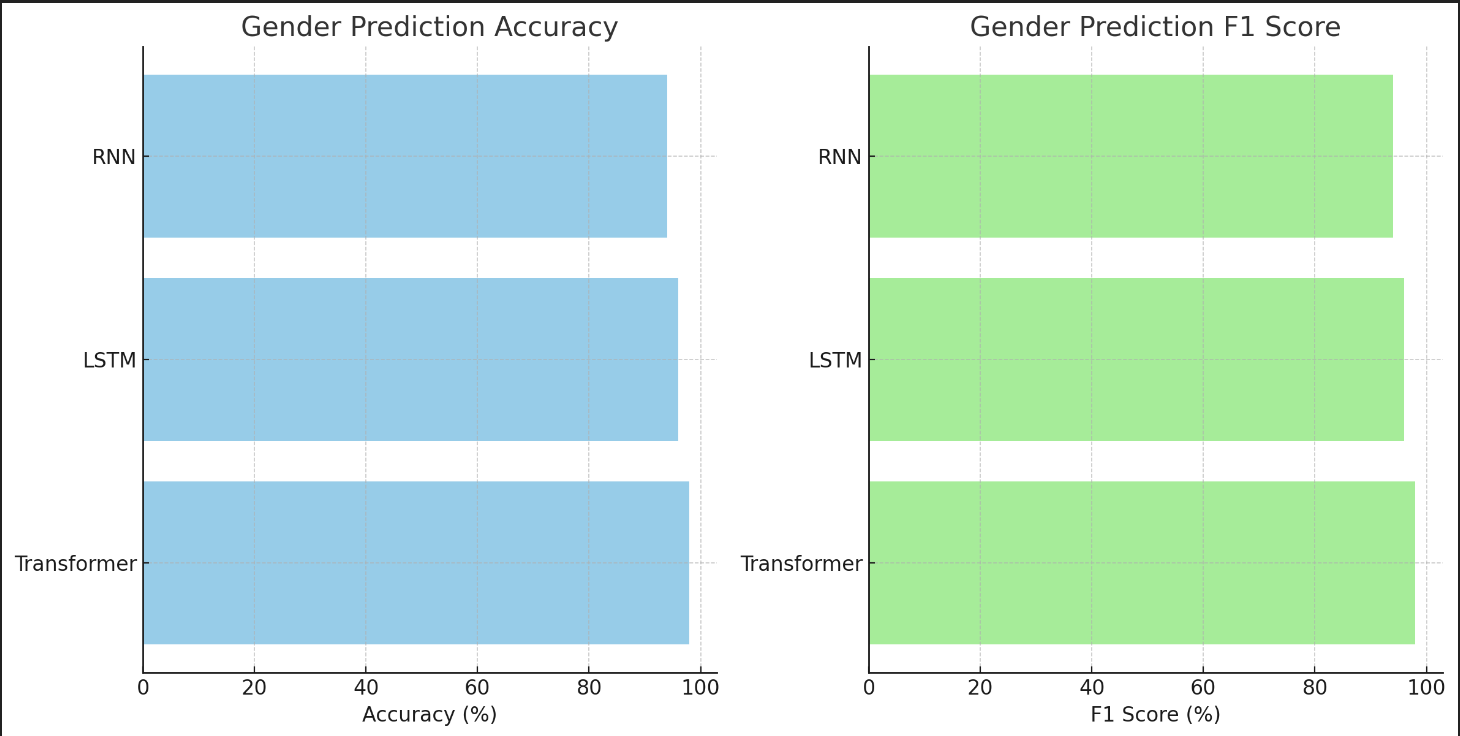 Gender Prediction Accuracy
RNN
LSTM
Transformer
0 20 40 60 80 100
Accuracy (%)
Gender Prediction F1 Score
RNN
LSTM
Transformer
0 20 40 60 80 100
F1 Score (%)